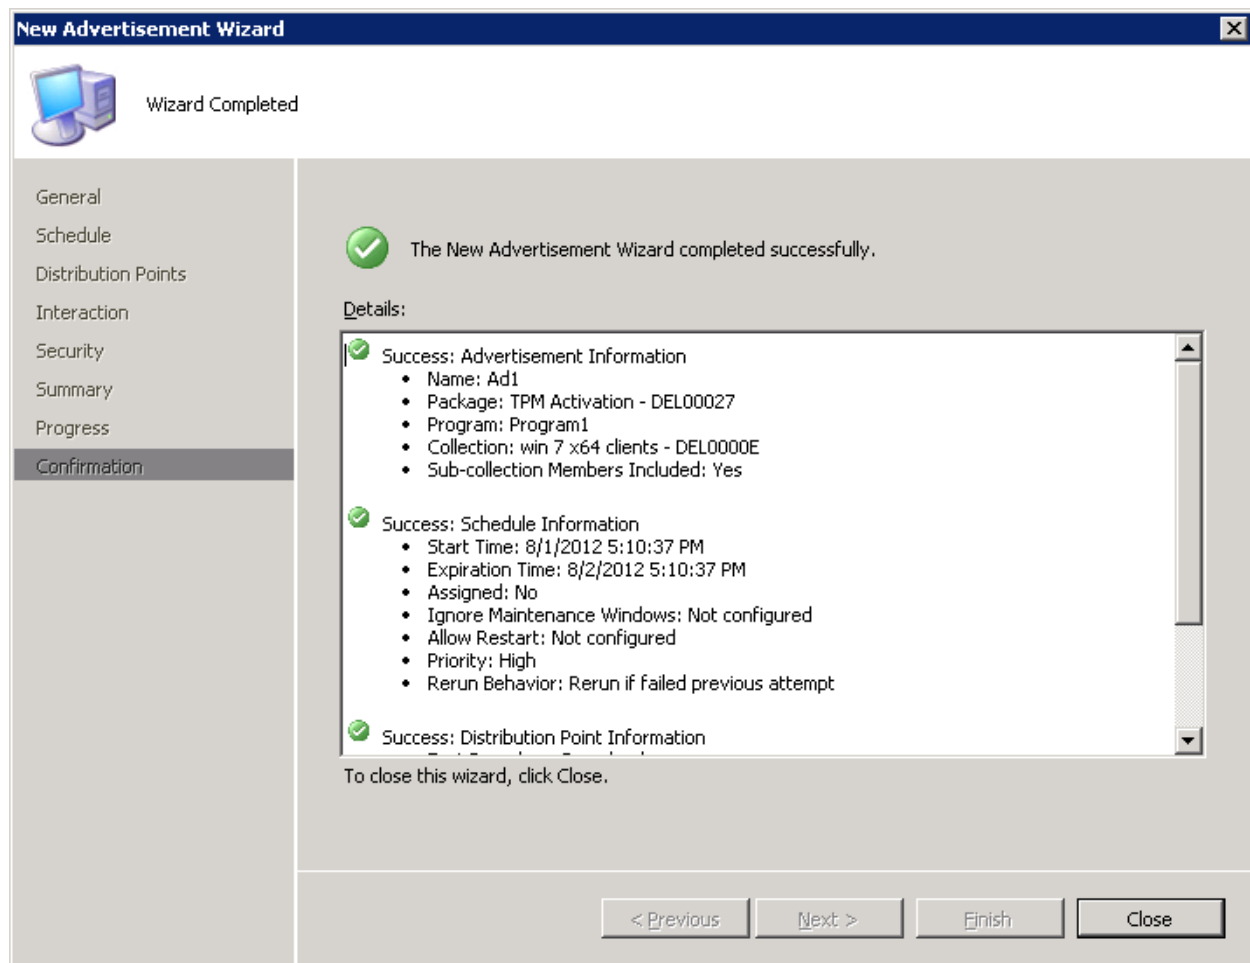 New Advertisement Wizard
Wizard Completed
General
Schedule
Distribution Points
Interaction
Security
Summary
Progress
Confirmation
The New Advertisement Wizard completed successfully.
Details:
Success: Advertisement Information
• Name: Ad1
• Package: TPM Activation - DEL00027
• Program: Program1
• Collection: win 7 x64 clients - DEL0000E
• Sub-collection Members Included: Yes
Success: Schedule Information
• Start Time: 8/1/2012 5:10:37 PM
• Expiration Time: 8/2/2012 5:10:37 PM
• Assigned: No
• Ignore Maintenance Windows: Not configured
• Allow Restart: Not configured
• Priority: High
• Rerun Behavior: Rerun if failed previous attempt
Success: Distribution Point Information
To close this wizard, click Close.
< Previous
Next >
Finish
Close